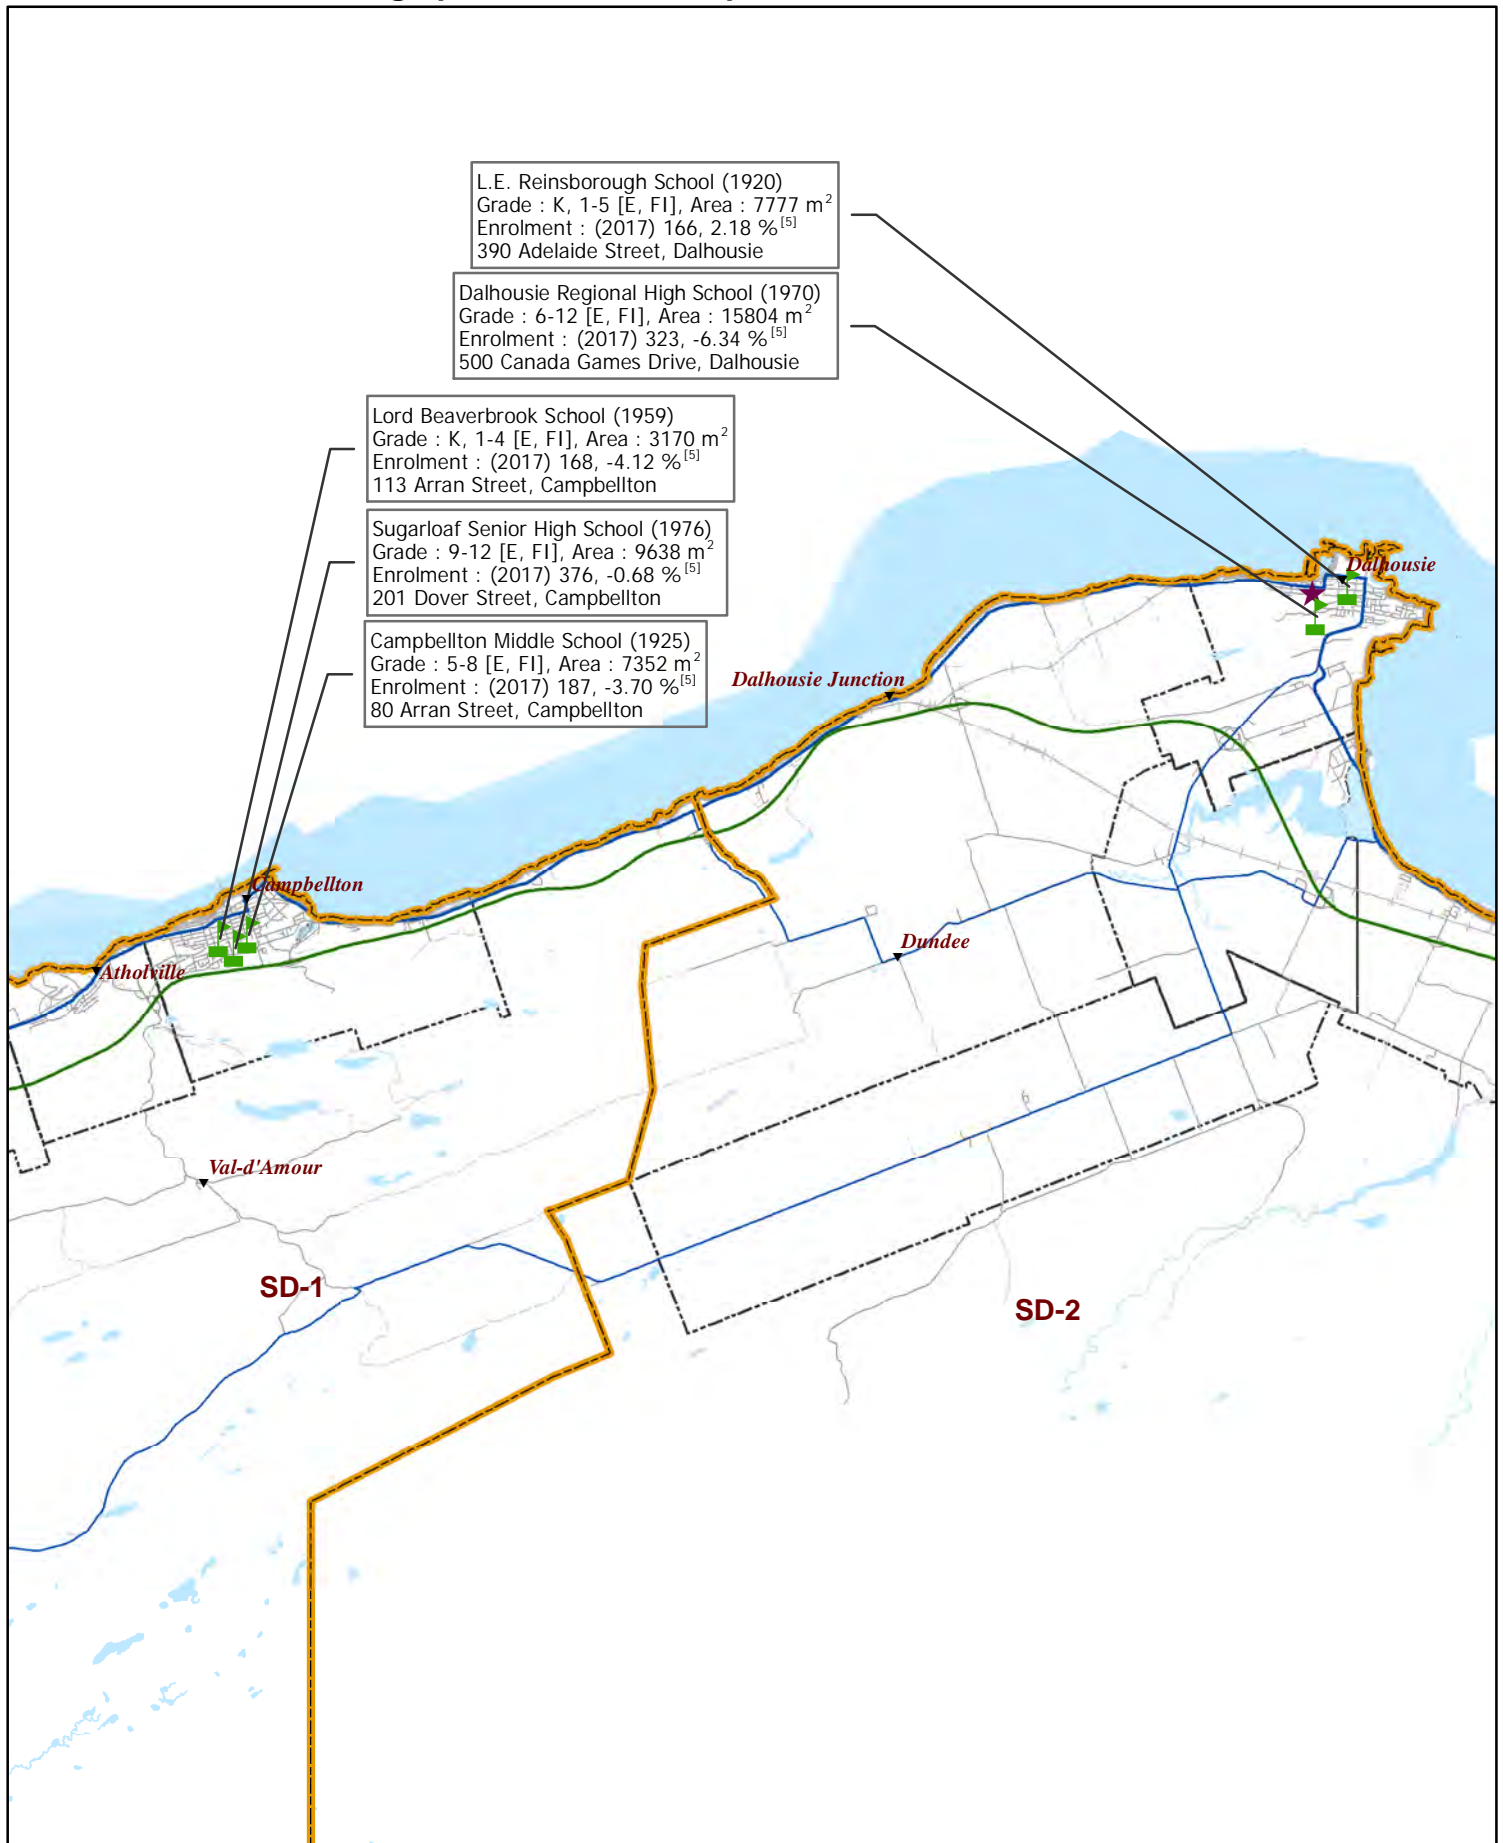 L.E. Reinsborough School (1920)
Grade : K, 1-5 [E, FI], Area : 7777 m²
Enrolment : (2017) 166, 2.18 % [5]
390 Adelaide Street, Dalhousie
Dalhousie Regional High School (1970)
Grade : 6-12 [E, FI], Area : 15804 m²
Enrolment : (2017) 323, -6.34 % [5]
500 Canada Games Drive, Dalhousie
Lord Beaverbrook School (1959)
Grade : K, 1-4 [E, FI], Area : 3170 m²
Enrolment : (2017) 168, -4.12 % [5]
113 Arran Street, Campbellton
Sugarloaf Senior High School (1976)
Grade : 9-12 [E, FI], Area : 9638 m²
Enrolment : (2017) 376, -0.68 % [5]
201 Dover Street, Campbellton
Campbellton Middle School (1925)
Grade : 5-8 [E, FI], Area : 7352 m²
Enrolment : (2017) 187, -3.70 % [5]
80 Arran Street, Campbellton
Dalhousie
Dalhousie Junction
Campbellton
Dundee
Atholville
Val-d'Amour
SD-1
SD-2